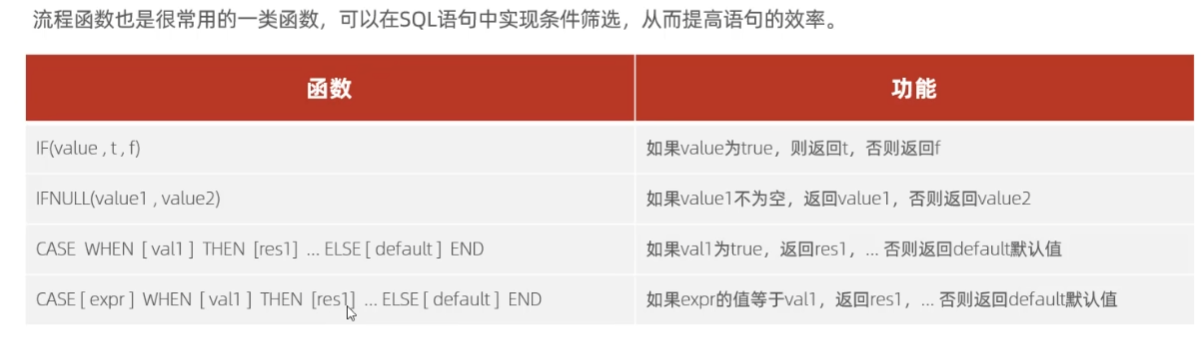 流程函数也是很常用的一类函数，可以在SQL语句中实现条件筛选，从而提高语句的效率。
函数 功能
IF(value , t , f) 如果value为true，则返回t，否则返回f
IFNULL(value1 , value2) 如果value1不为空，返回value1，否则返回value2
CASE WHEN [ val1 ] THEN [res1] ... ELSE [ default ] END 如果val1为true，返回res1，... 否则返回default默认值
CASE [ expr ] WHEN [ val1 ] THEN [res1] ... ELSE [ default ] END 如果expr的值等于val1，返回res1，... 否则返回default默认值